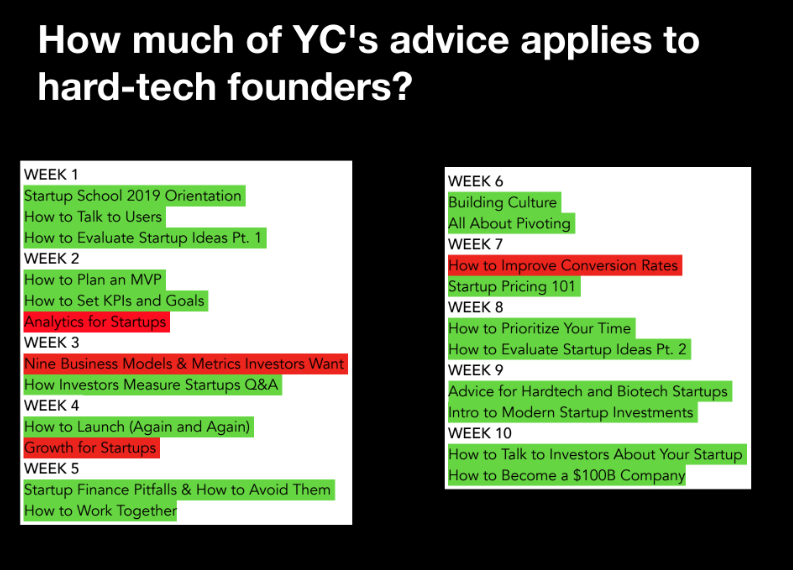 How much of YC's advice applies to
hard-tech founders?
WEEK 1
Startup School 2019 Orientation
How to Talk to Users
How to Evaluate Startup Ideas Pt. 1
WEEK 2
How to Plan an MVP
How to Set KPIs and Goals
Analytics for Startups
WEEK 3
Nine Business Models & Metrics Investors Want
How Investors Measure Startups Q&A
WEEK 4
How to Launch (Again and Again)
Growth for Startups
WEEK 5
Startup Finance Pitfalls & How to Avoid Them
How to Work Together
WEEK 6
Building Culture
All About Pivoting
WEEK 7
How to Improve Conversion Rates
Startup Pricing 101
WEEK 8
How to Prioritize Your Time
How to Evaluate Startup Ideas Pt. 2
WEEK 9
Advice for Hardtech and Biotech Startups
Intro to Modern Startup Investments
WEEK 10
How to Talk to Investors About Your Startup
How to Become a $100B Company